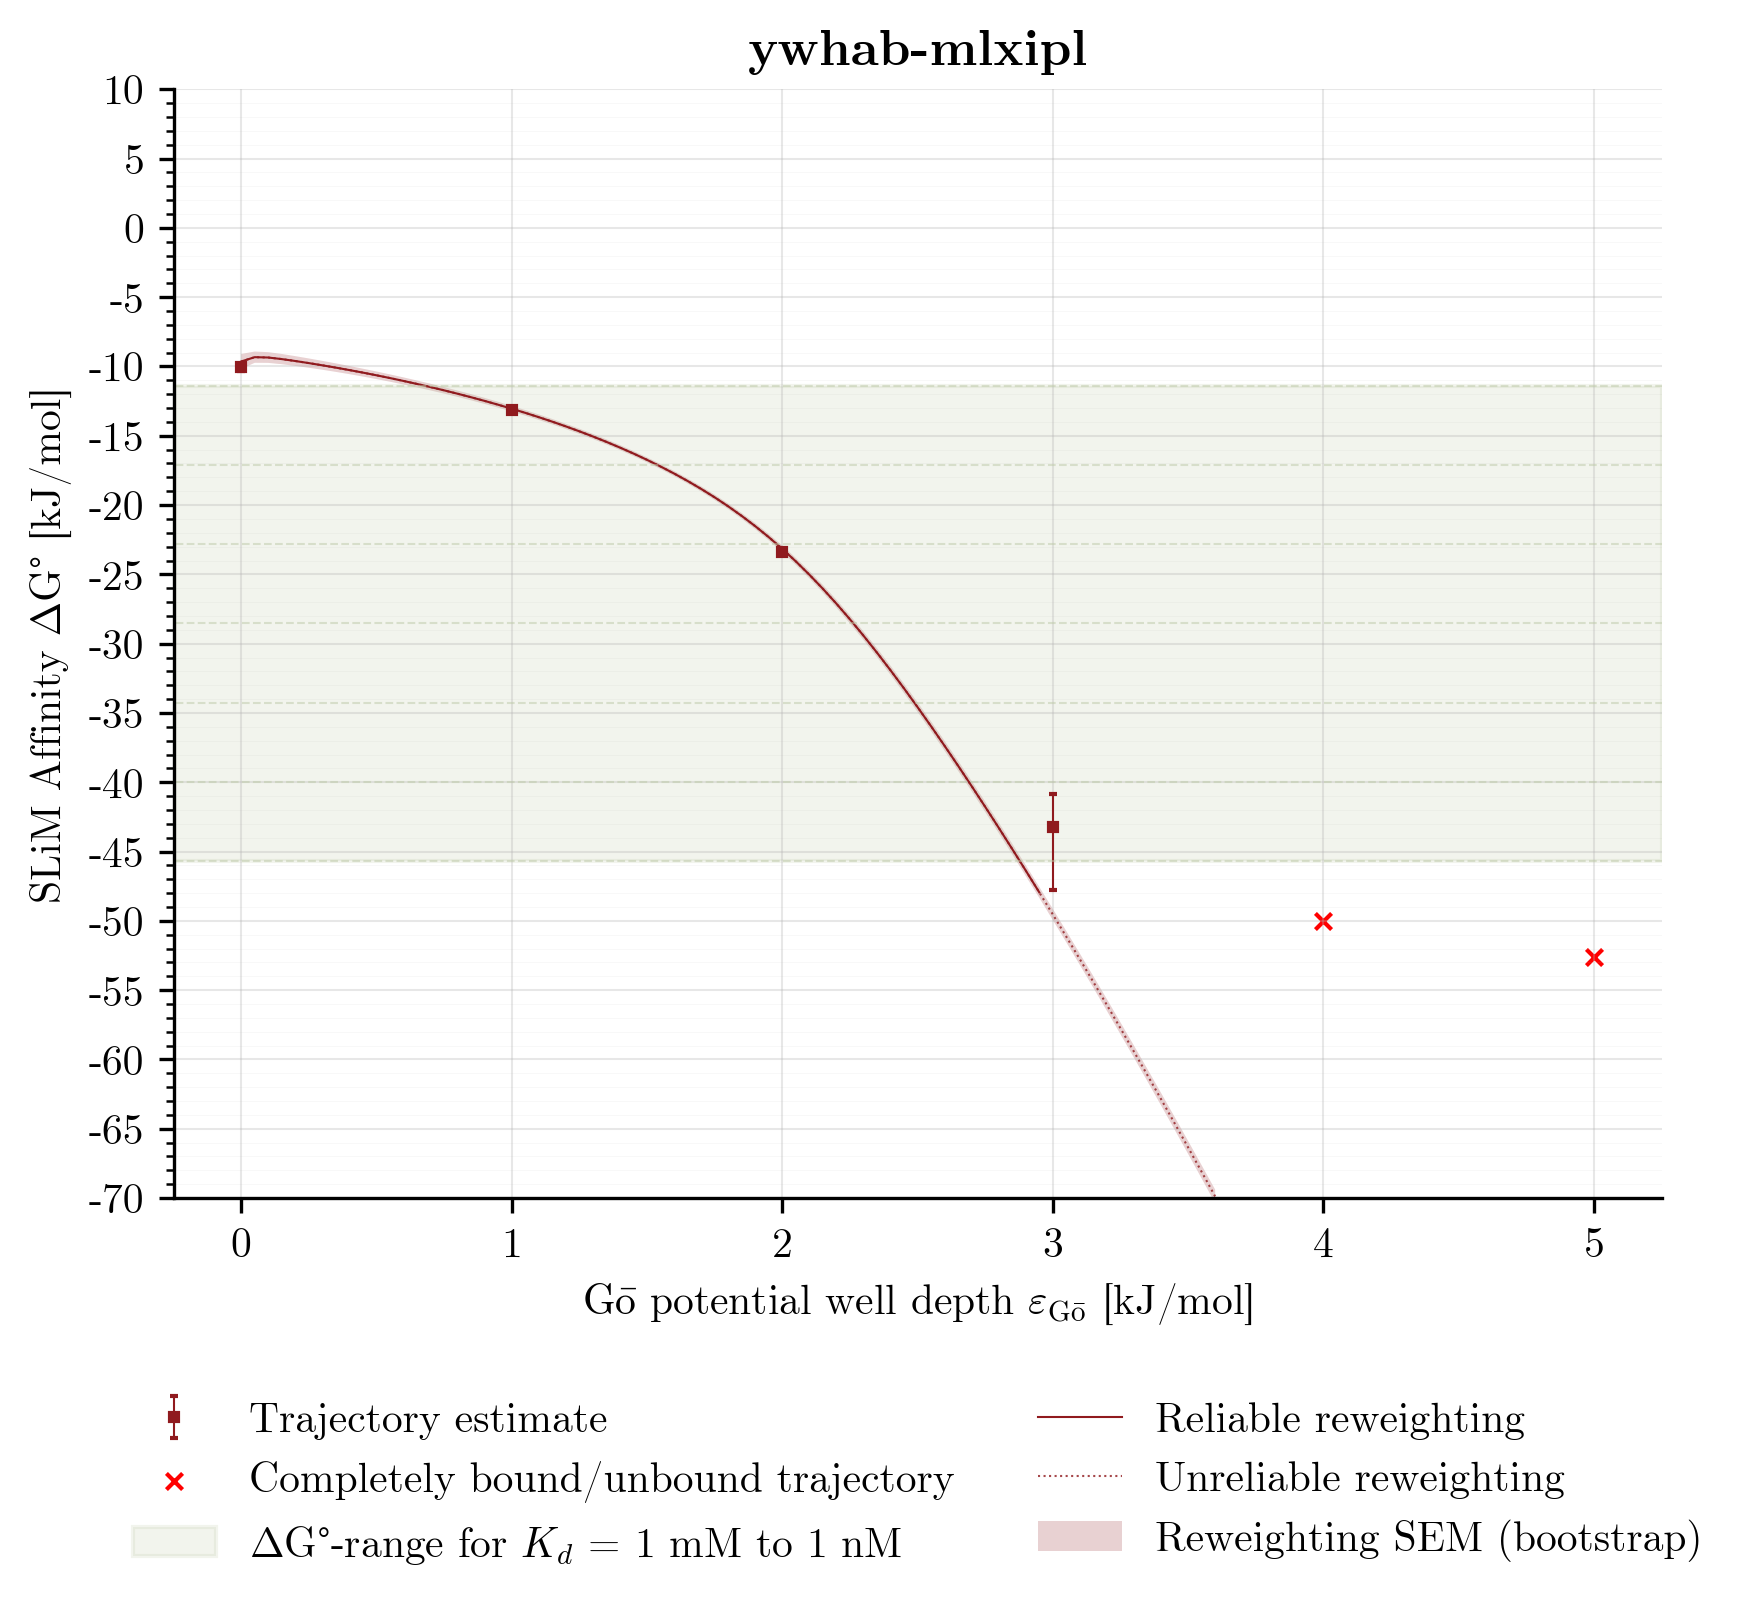 ywhab-mlxipl
10
5
0
-5
-10
-15
-20
-25
-30
-35
-40
-45
-50
-55
-60
-65
-70
SLiM Affinity ΔG° [kJ/mol]
0 1 2 3 4 5
Gō potential well depth ε_Gō [kJ/mol]
Trajectory estimate
Completely bound/unbound trajectory
ΔG°-range for K_d = 1 mM to 1 nM
Reliable reweighting
Unreliable reweighting
Reweighting SEM (bootstrap)